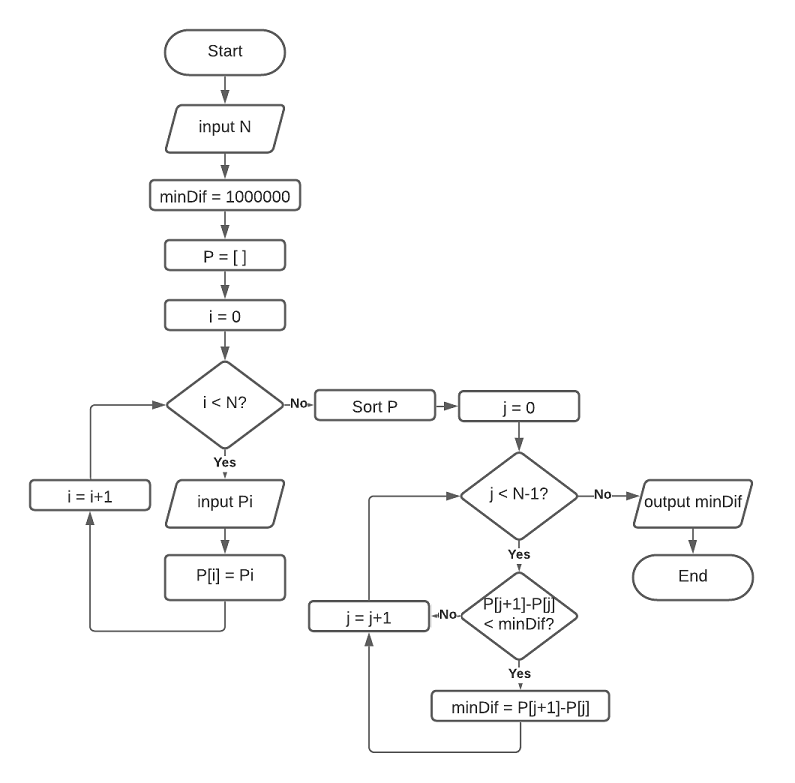 Start
input N
minDif = 1000000
P = [ ]
i = 0
i < N?
No
Sort P
j = 0
Yes
i = i+1
input Pi
P[i] = Pi
j < N-1?
No
output minDif
End
Yes
P[j+1]-P[j]
< minDif?
No
j = j+1
Yes
minDif = P[j+1]-P[j]